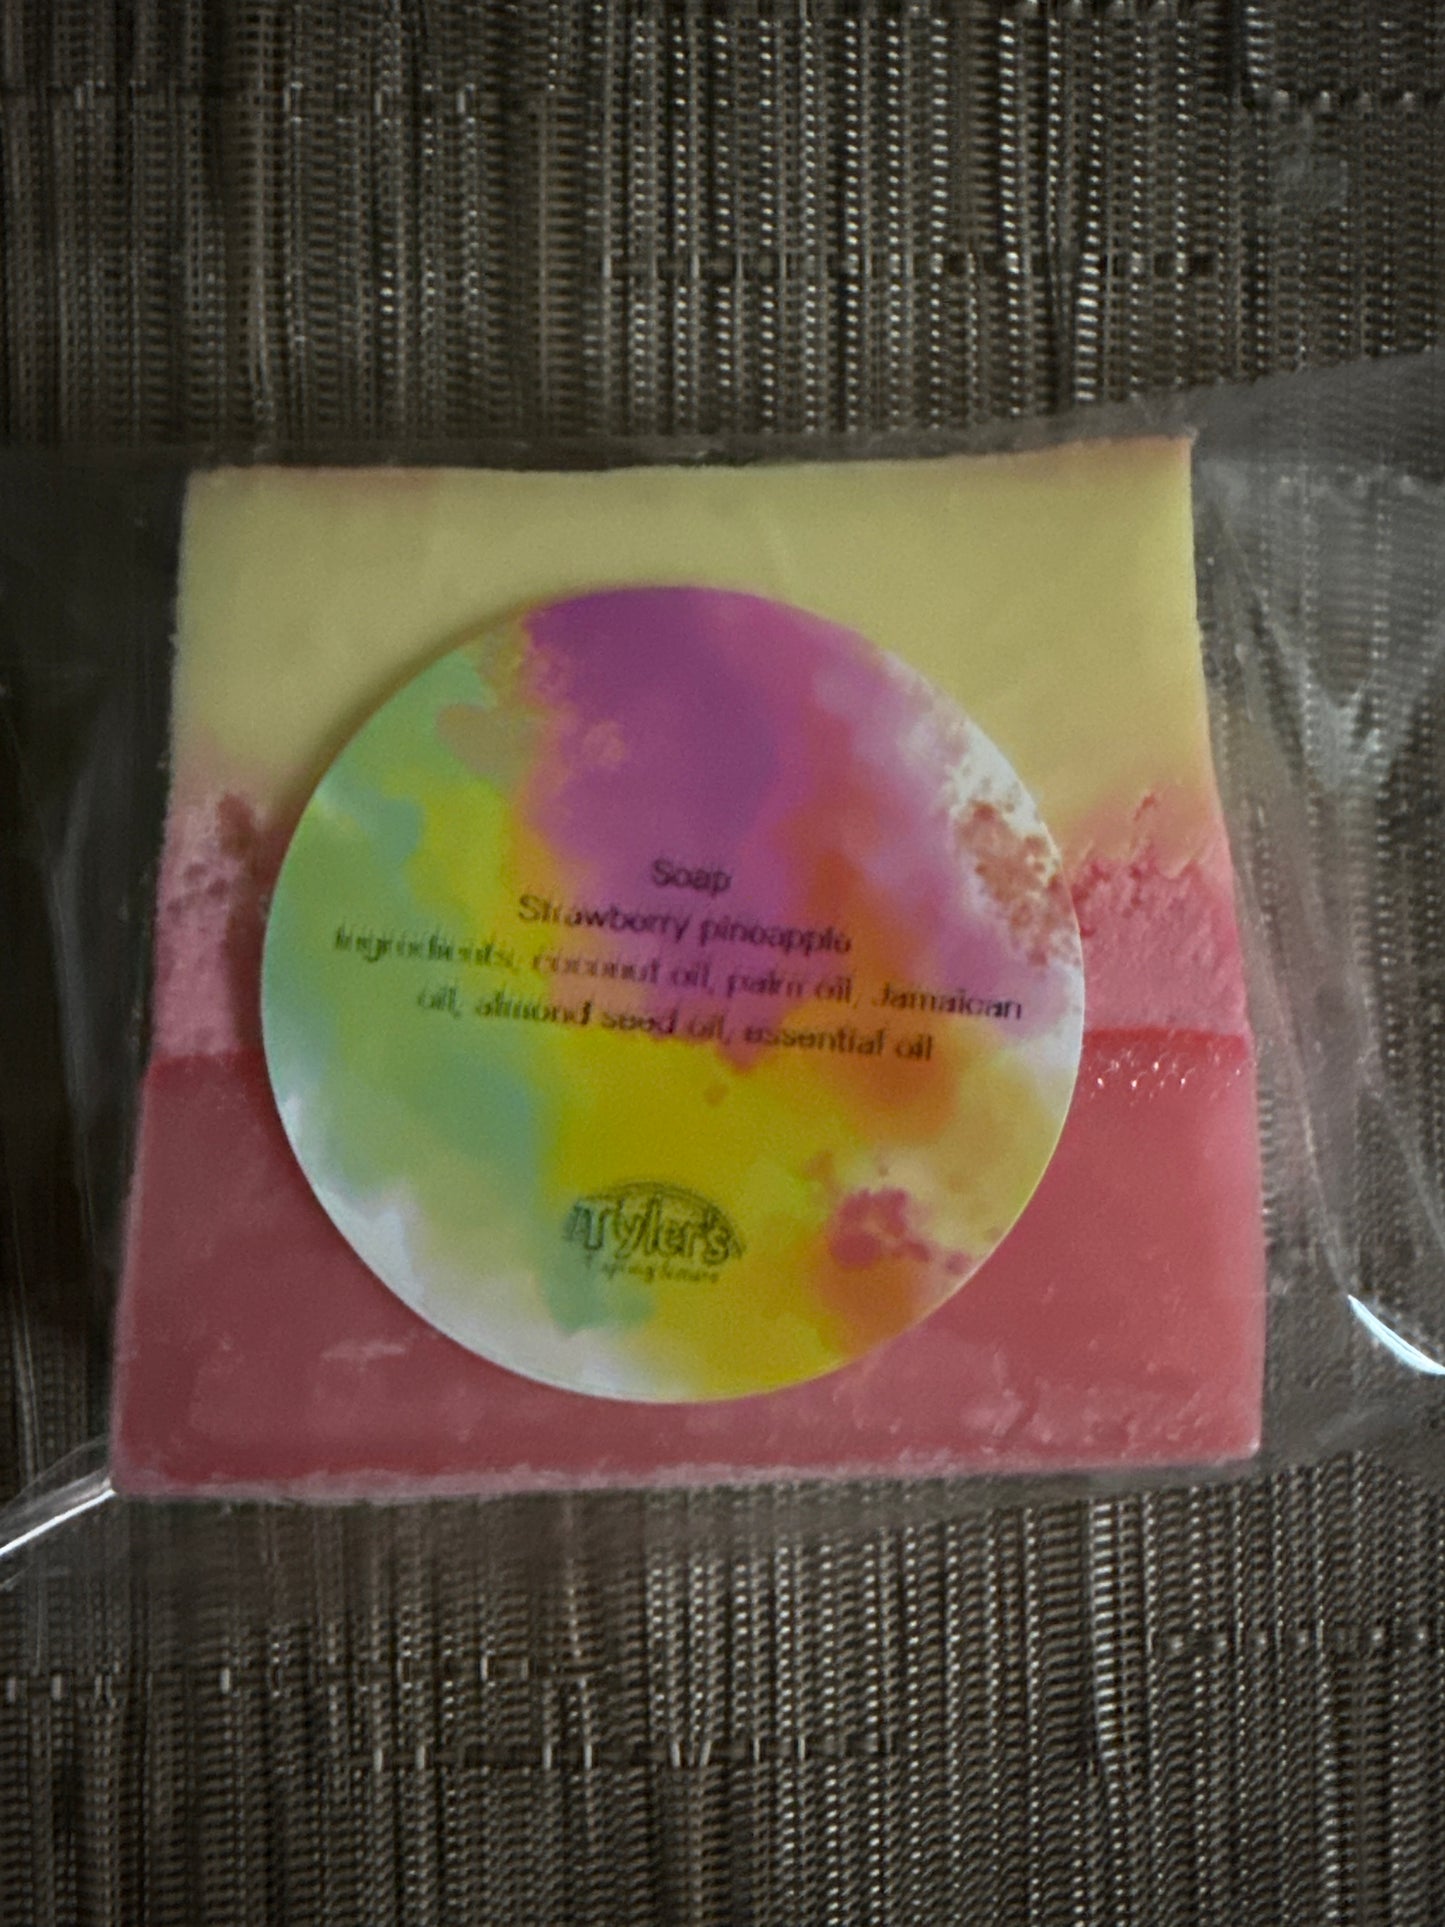 Soap
Strawberry pineapple
Ingredients, coconut oil, palm oil, Jamaican
oil, almond seed oil, essential oil
Tyler's